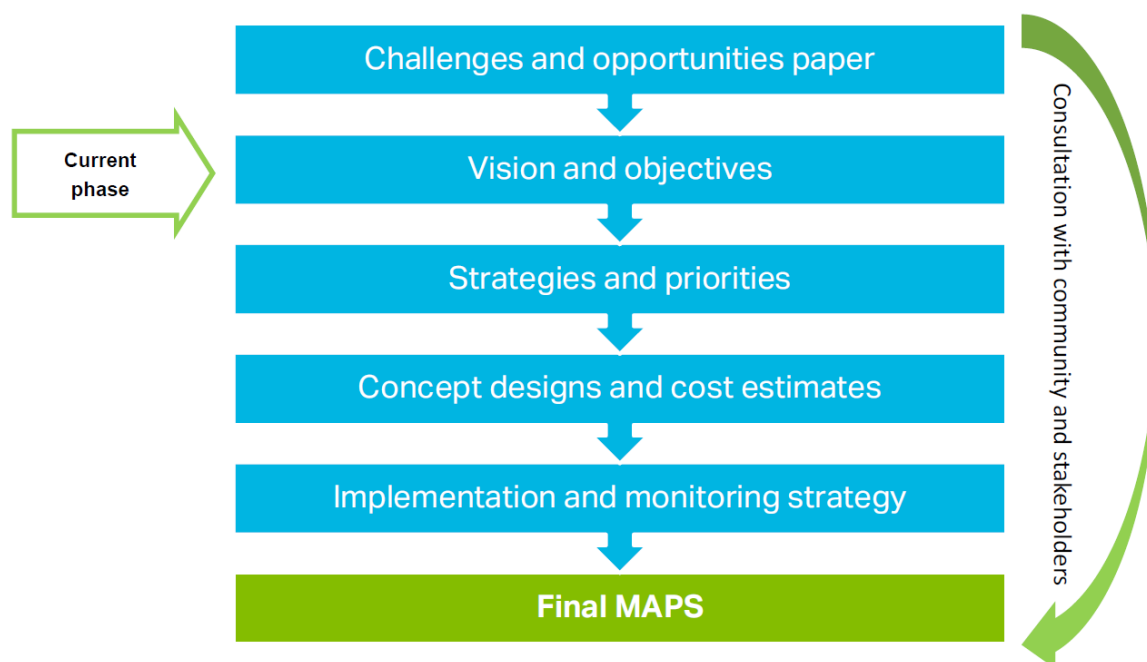 Challenges and opportunities paper
Current
phase
Vision and objectives
Strategies and priorities
Concept designs and cost estimates
Implementation and monitoring strategy
Final MAPS
Consultation with community and stakeholders